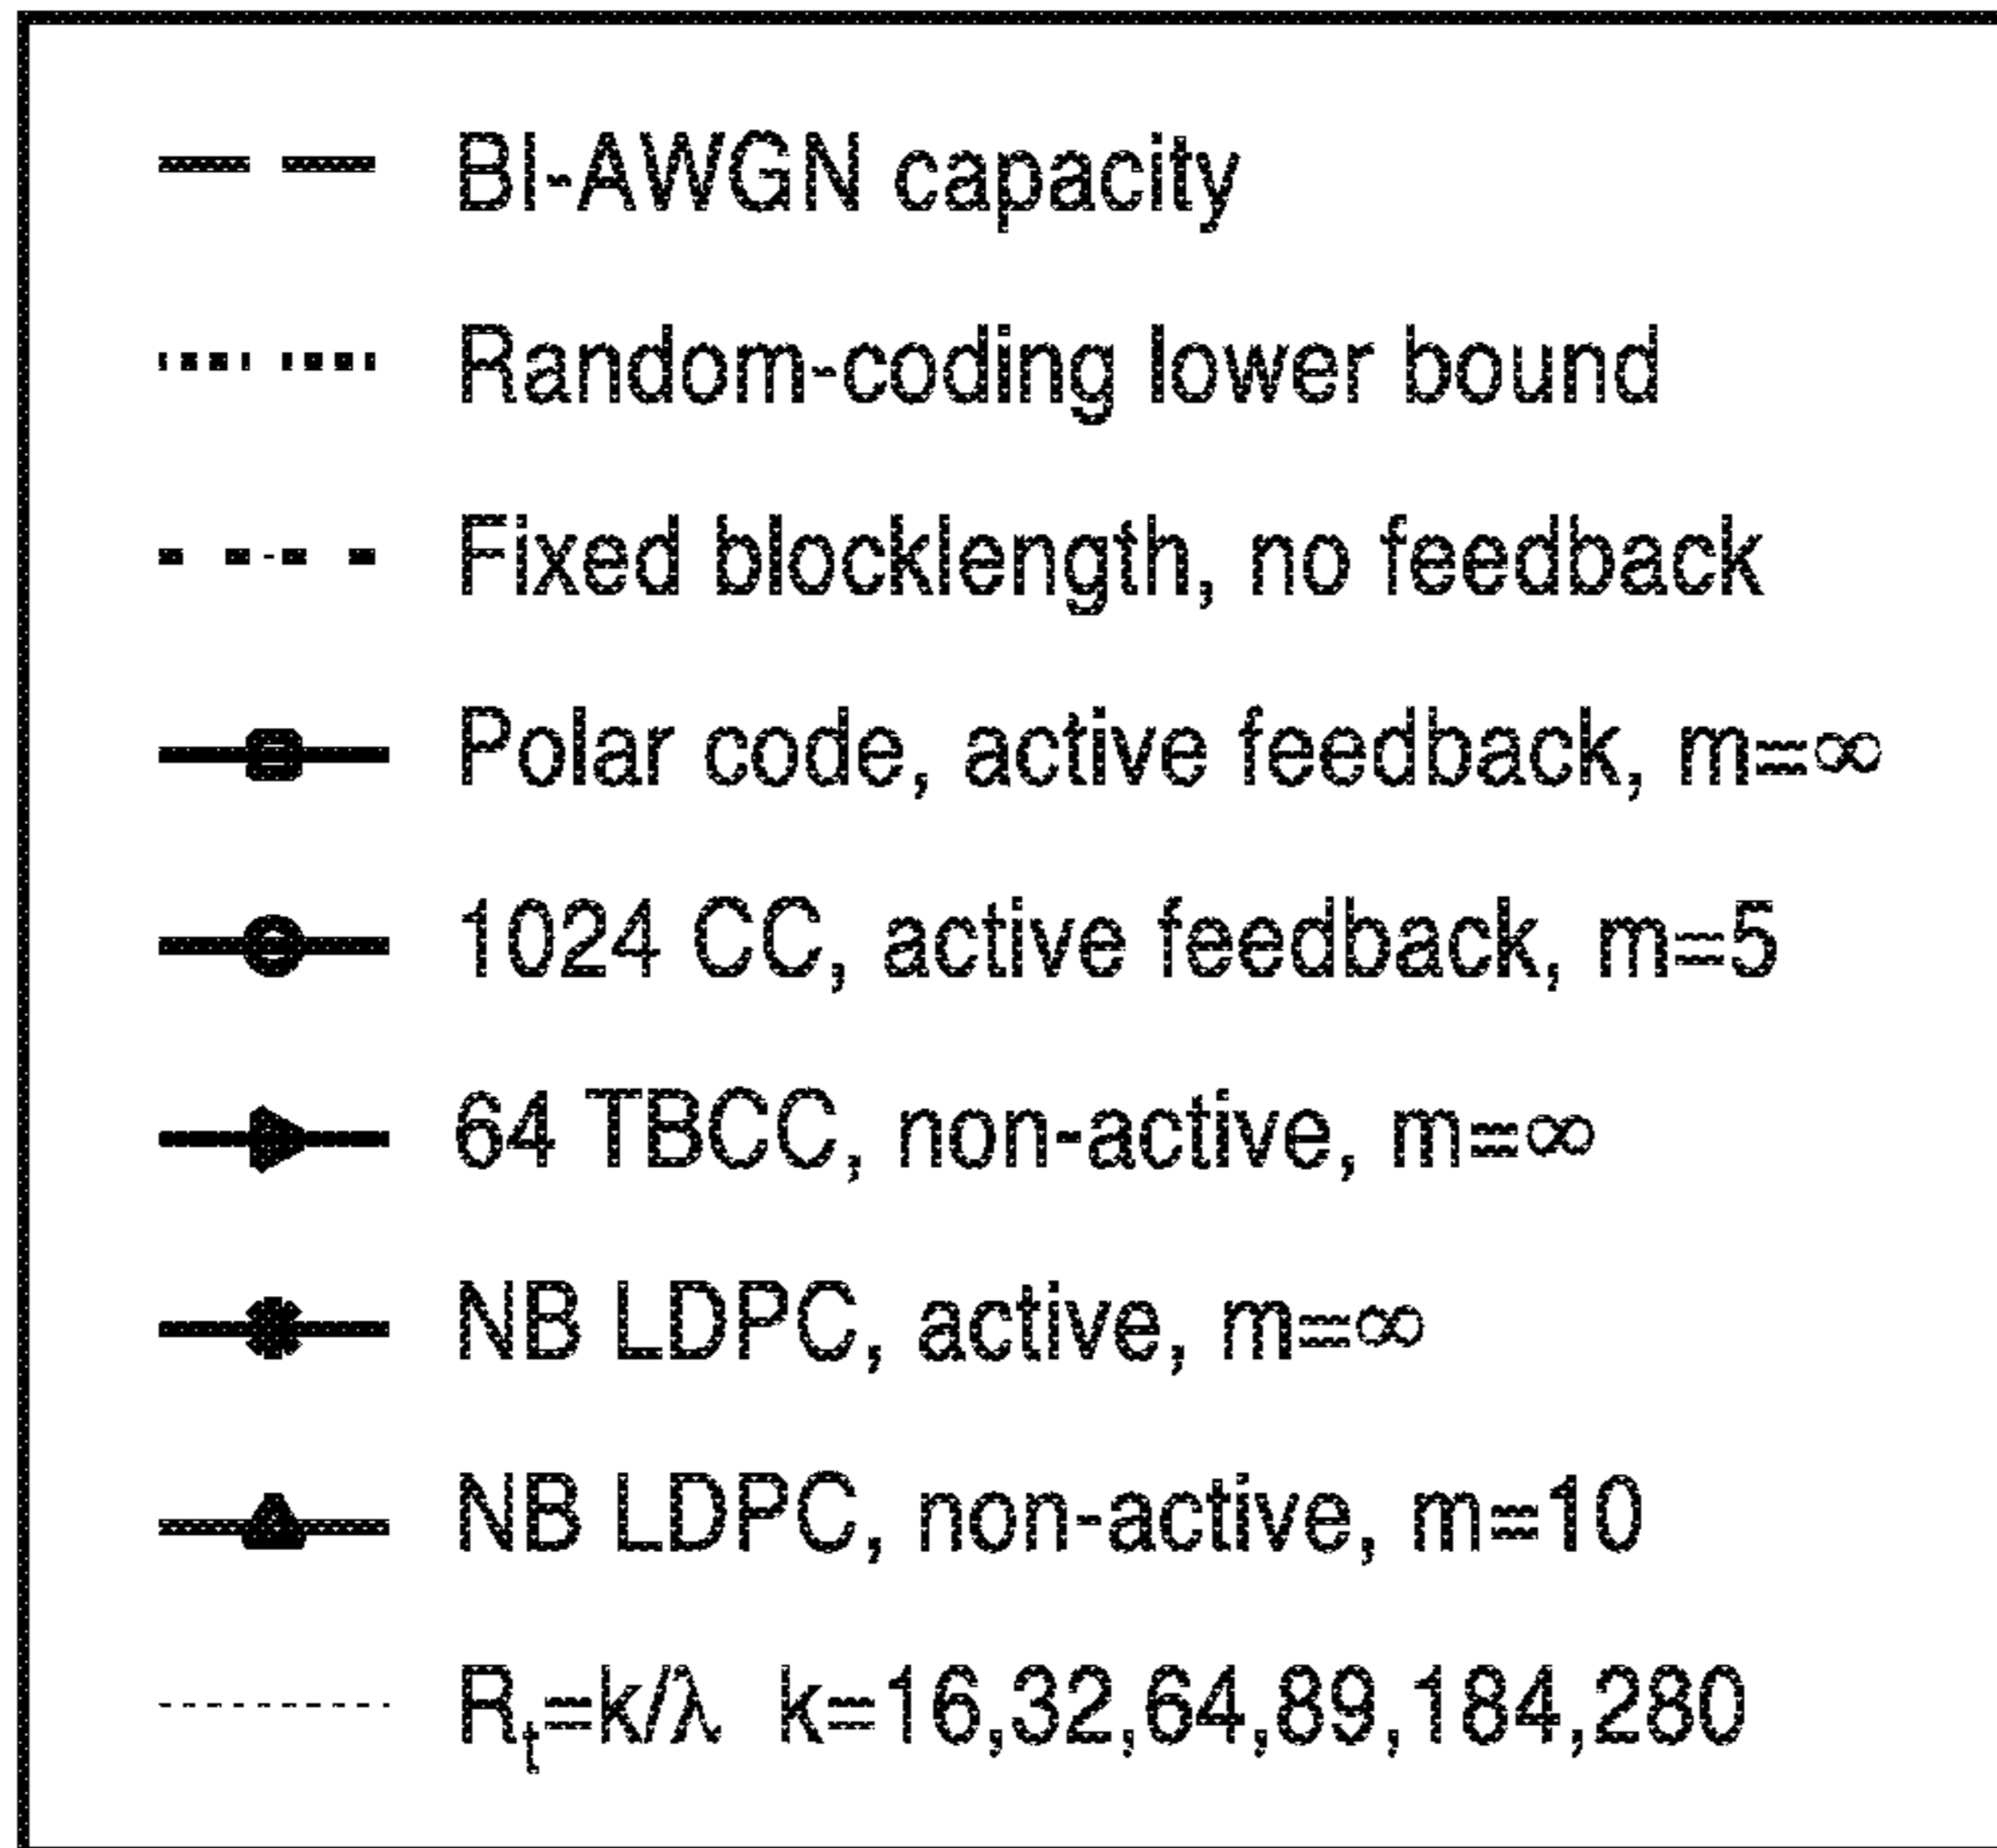 BI-AWGN capacity
Random-coding lower bound
Fixed blocklength, no feedback
Polar code, active feedback, m=∞
1024 CC, active feedback, m=5
64 TBCC, non-active, m=∞
NB LDPC, active, m=∞
NB LDPC, non-active, m=10
Rt=k/λ k=16,32,64,89,184,280